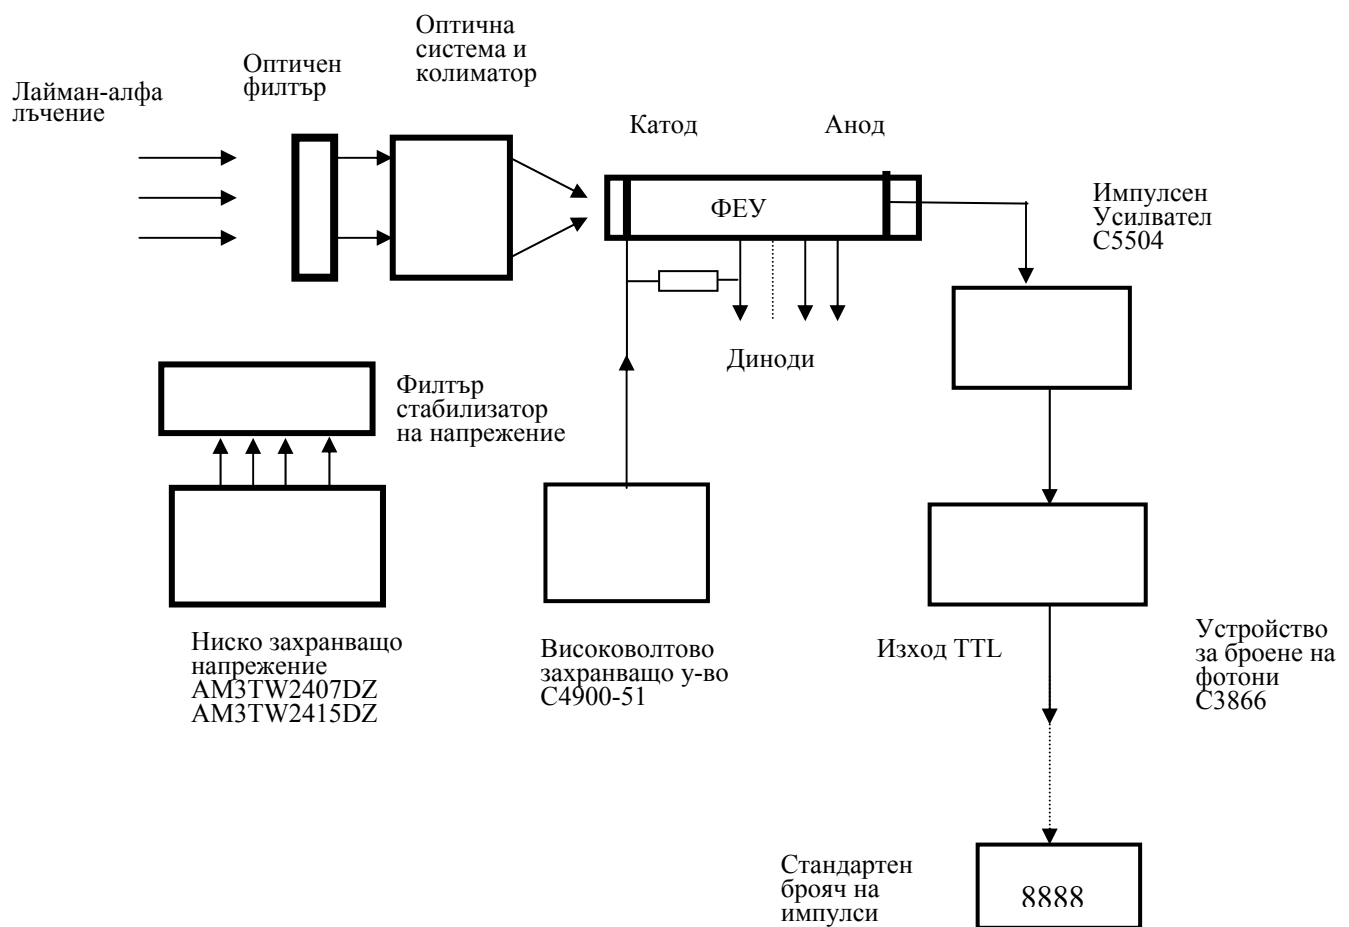 Оптична
система и
колиматор
Оптичен
филтър
Лайман-алфа
лъчение
Катод
Анод
ФЕУ
Импулсен
Усилвател
C5504
Диноди
Филтър
стабилизатор
на напрежение
Ниско захранващо
напрежение
AM3TW2407DZ
AM3TW2415DZ
Високоволтово
захранващо у-во
C4900-51
Изход TTL
Устройство
за броене на
фотони
C3866
Стандартен
брояч на
импулси
8888